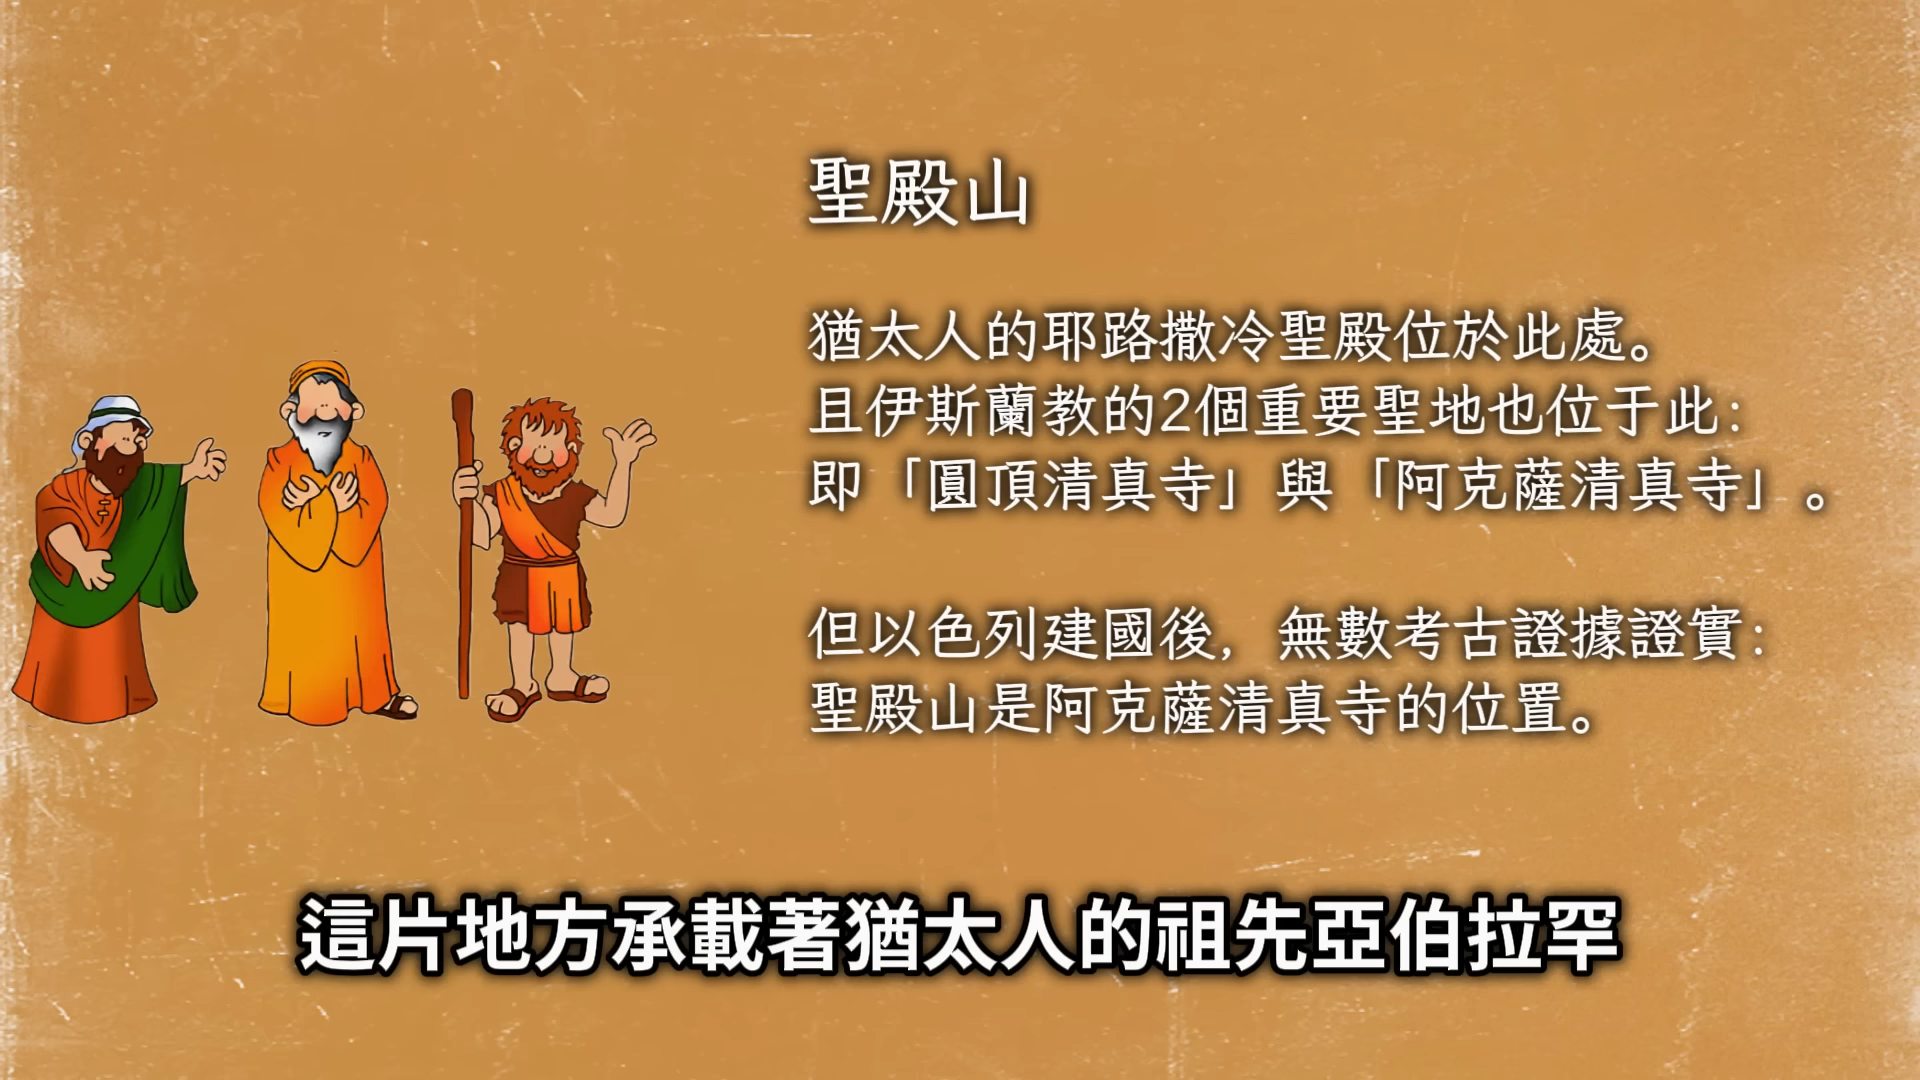 聖殿山
猶太人的耶路撒冷聖殿位於此處。
且伊斯蘭教的2個重要聖地也位于此：
即「圓頂清真寺」與「阿克薩清真寺」。
但以色列建國後，無數考古證據證實：
聖殿山是阿克薩清真寺的位置。
這片地方承載著猶太人的祖先亞伯拉罕